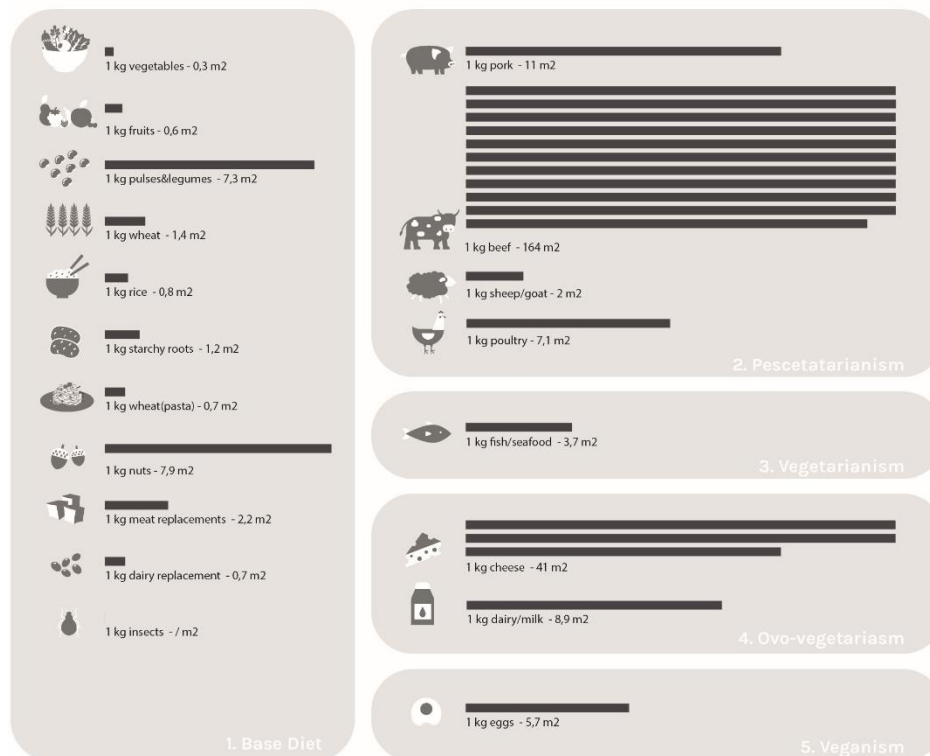 1 kg vegetables - 0,3 m2
1 kg fruits - 0,6 m2
1 kg pulses&legumes - 7,3 m2
1 kg wheat - 1,4 m2
1 kg rice - 0,8 m2
1 kg starchy roots - 1,2 m2
1 kg wheat(pasta) - 0,7 m2
1 kg nuts - 7,9 m2
1 kg meat replacements - 2,2 m2
1 kg dairy replacement - 0,7 m2
1 kg insects - / m2
1. Base Diet
1 kg pork - 11 m2
1 kg beef - 164 m2
1 kg sheep/goat - 2 m2
1 kg poultry - 7,1 m2
2. Pescetatarianism
1 kg fish/seafood - 3,7 m2
3. Vegetarianism
1 kg cheese - 41 m2
1 kg dairy/milk - 8,9 m2
4. Ovo-vegetariasm
1 kg eggs - 5,7 m2
5. Veganism